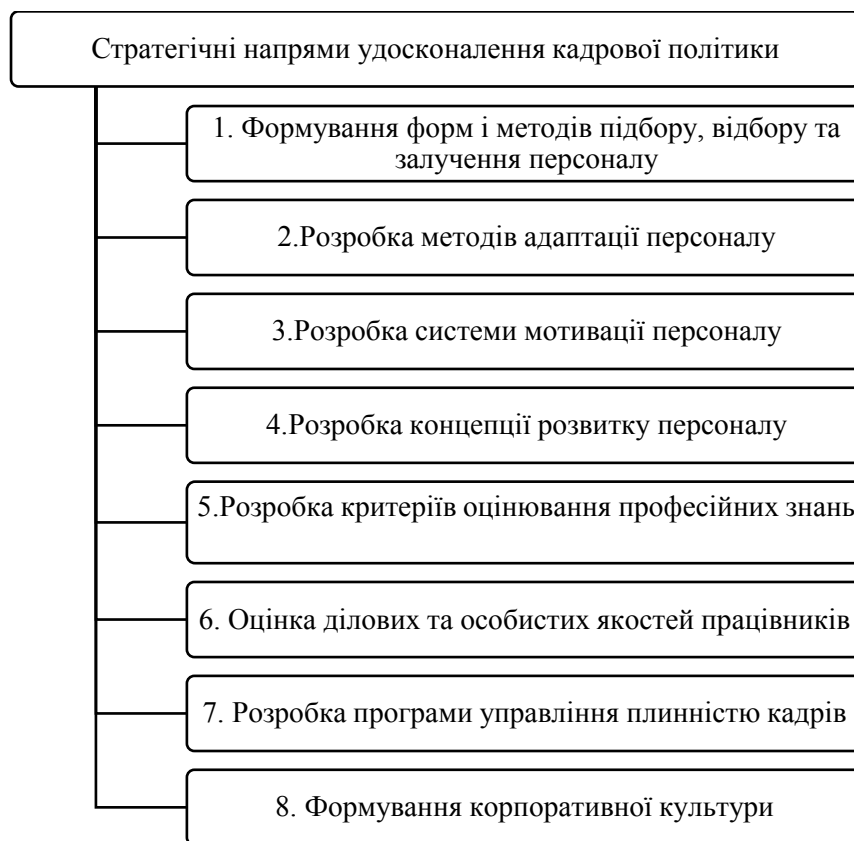 Стратегічні напрями удосконалення кадрової політики
1. Формування форм і методів підбору, відбору та
залучення персоналу
2.Розробка методів адаптації персоналу
3.Розробка системи мотивації персоналу
4.Розробка концепції розвитку персоналу
5.Розробка критеріїв оцінювання професійних знань
6. Оцінка ділових та особистих якостей працівників
7. Розробка програми управління плинністю кадрів
8. Формування корпоративної культури